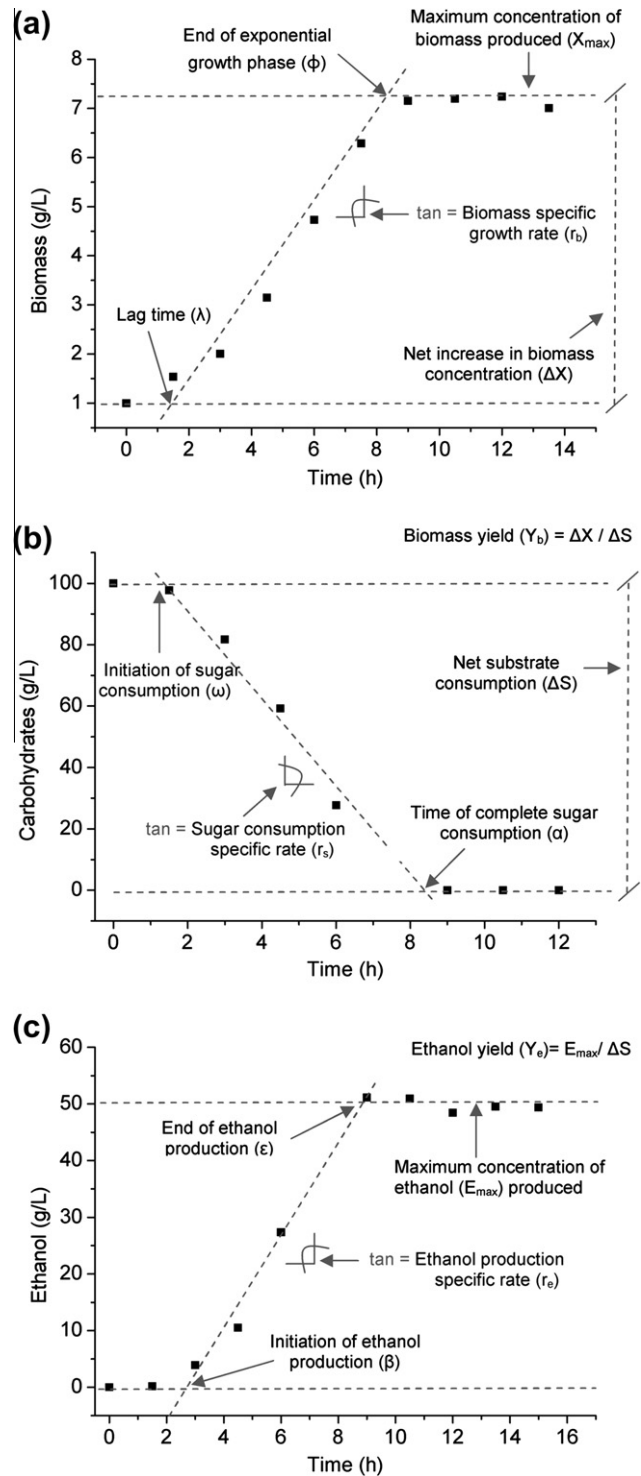 (a)
End of exponential
growth phase (ϕ)
Maximum concentration of
biomass produced (Xmax)
8
7
6
5
4
3
2
1
Biomass (g/L)
tan = Biomass specific
growth rate (rb)
Lag time (λ)
Net increase in biomass
concentration (ΔX)
0 2 4 6 8 10 12 14
Time (h)
(b)
Biomass yield (Yb) = ΔX / ΔS
100
80
60
40
20
0
Carbohydrates (g/L)
Initiation of sugar
consumption (ω)
Net substrate
consumption (ΔS)
tan = Sugar consumption
specific rate (rs)
Time of complete sugar
consumption (α)
0 2 4 6 8 10 12
Time (h)
(c)
Ethanol yield (Ye)= Emax/ ΔS
60
50
40
30
20
10
0
Ethanol (g/L)
End of ethanol
production (ε)
Maximum concentration of
ethanol (Emax) produced
tan = Ethanol production
specific rate (re)
Initiation of ethanol
production (β)
0 2 4 6 8 10 12 14 16
Time (h)